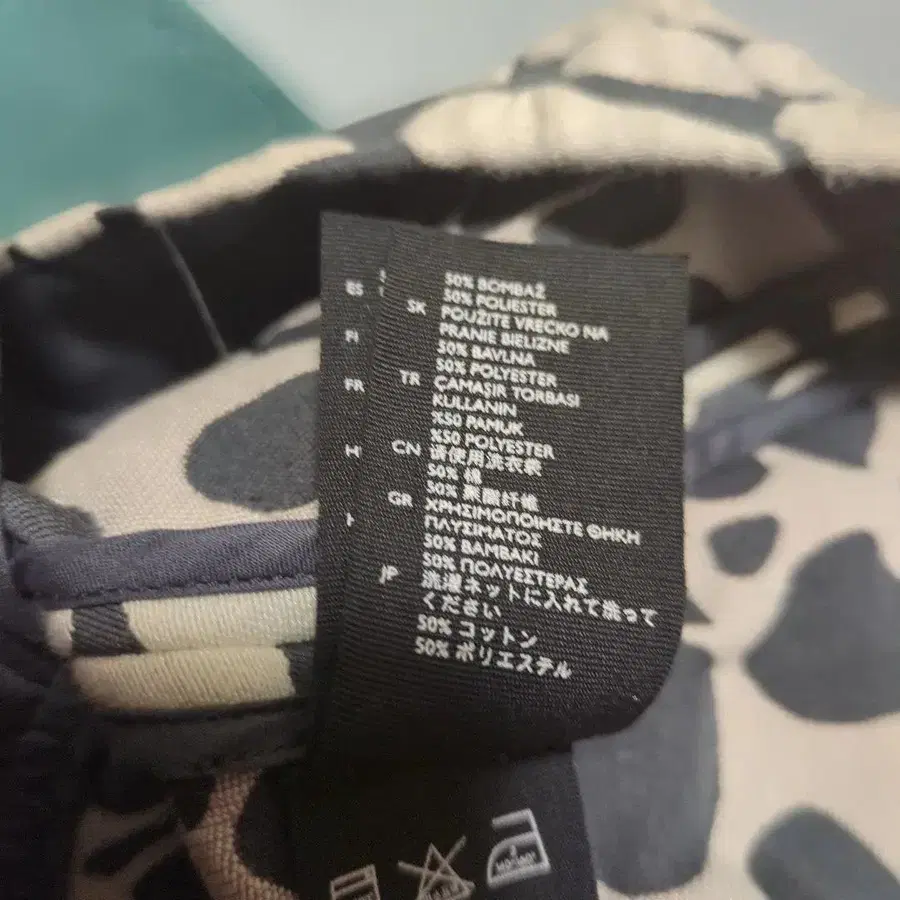 ES
FI
FR
H
50% BOMBAŽ
50% POLIESTER
SK POUŽITE VRECKO NA
PRANIE BIELIZNE
50% BAVLNA
50% POLYESTER
TR ÇAMAŞIR TORBASI
KULLANIN
%50 PAMUK
%50 POLYESTER
CN 请使用洗衣袋
50% 棉
50% 聚酯纤维
GR ΧΡΗΣΙΜΟΠΟΙΗΣΤΕ ΘΗΚΗ
ΠΛΥΣΙΜΑΤΟΣ
50% ΒΑΜΒΑΚΙ
50% ΠΟΛΥΕΣΤΕΡΑΣ
JP 洗濯ネットに入れて洗って
ください
50% コットン
50% ポリエステル